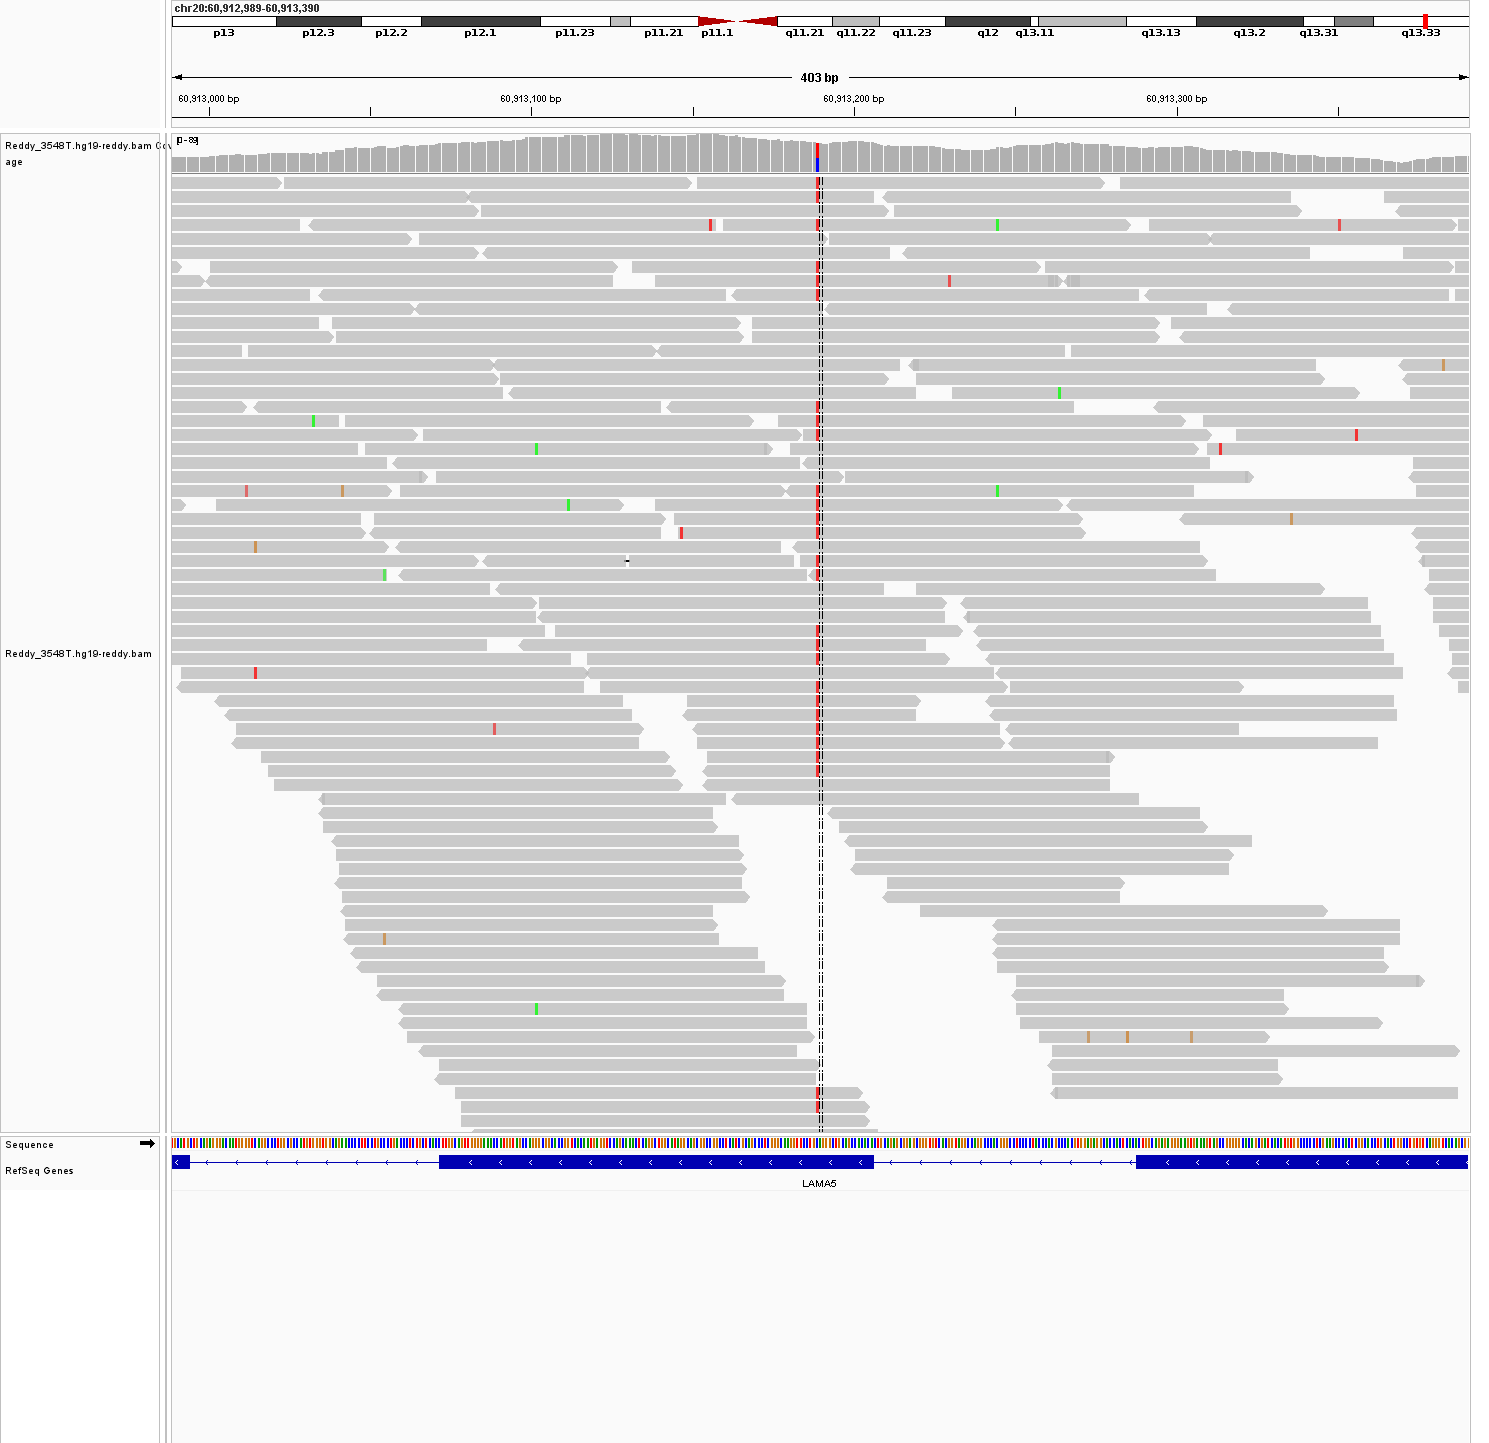 chr20:60,912,989-60,913,390
p13 p12.3 p12.2 p12.1 p11.23 p11.21 p11.1 q11.21 q11.22 q11.23 q12 q13.11 q13.13 q13.2 q13.31 q13.33
403 bp
60,913,000 bp 60,913,100 bp 60,913,200 bp 60,913,300 bp
[0 - 89]
Reddy_3548T.hg19-reddy.bam Cov
age
Reddy_3548T.hg19-reddy.bam
Sequence
RefSeq Genes
LAMA5